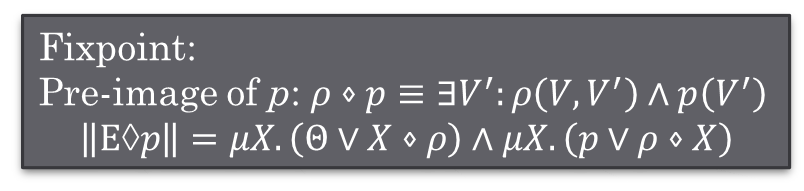 Fixpoint:
Pre-image of 𝑝: 𝜌 ⋄ 𝑝 ≡ ∃𝑉′: 𝜌(𝑉, 𝑉′) ∧ 𝑝(𝑉′)
‖E◊𝑝‖ = 𝜇𝑋. (Θ ∨ 𝑋 ⋄ 𝜌) ∧ 𝜇𝑋. (𝑝 ∨ 𝜌 ⋄ 𝑋)